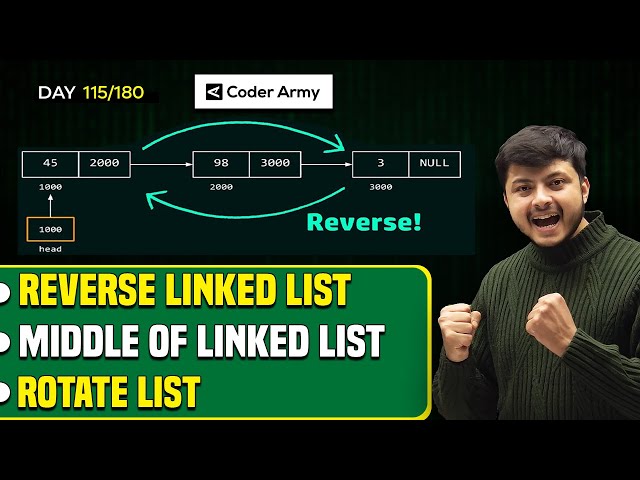 DAY 115/180
Coder Army
45 2000 98 3000 3 NULL
1000 2000 3000
Reverse!
1000
head
REVERSE LINKED LIST
MIDDLE OF LINKED LIST
ROTATE LIST